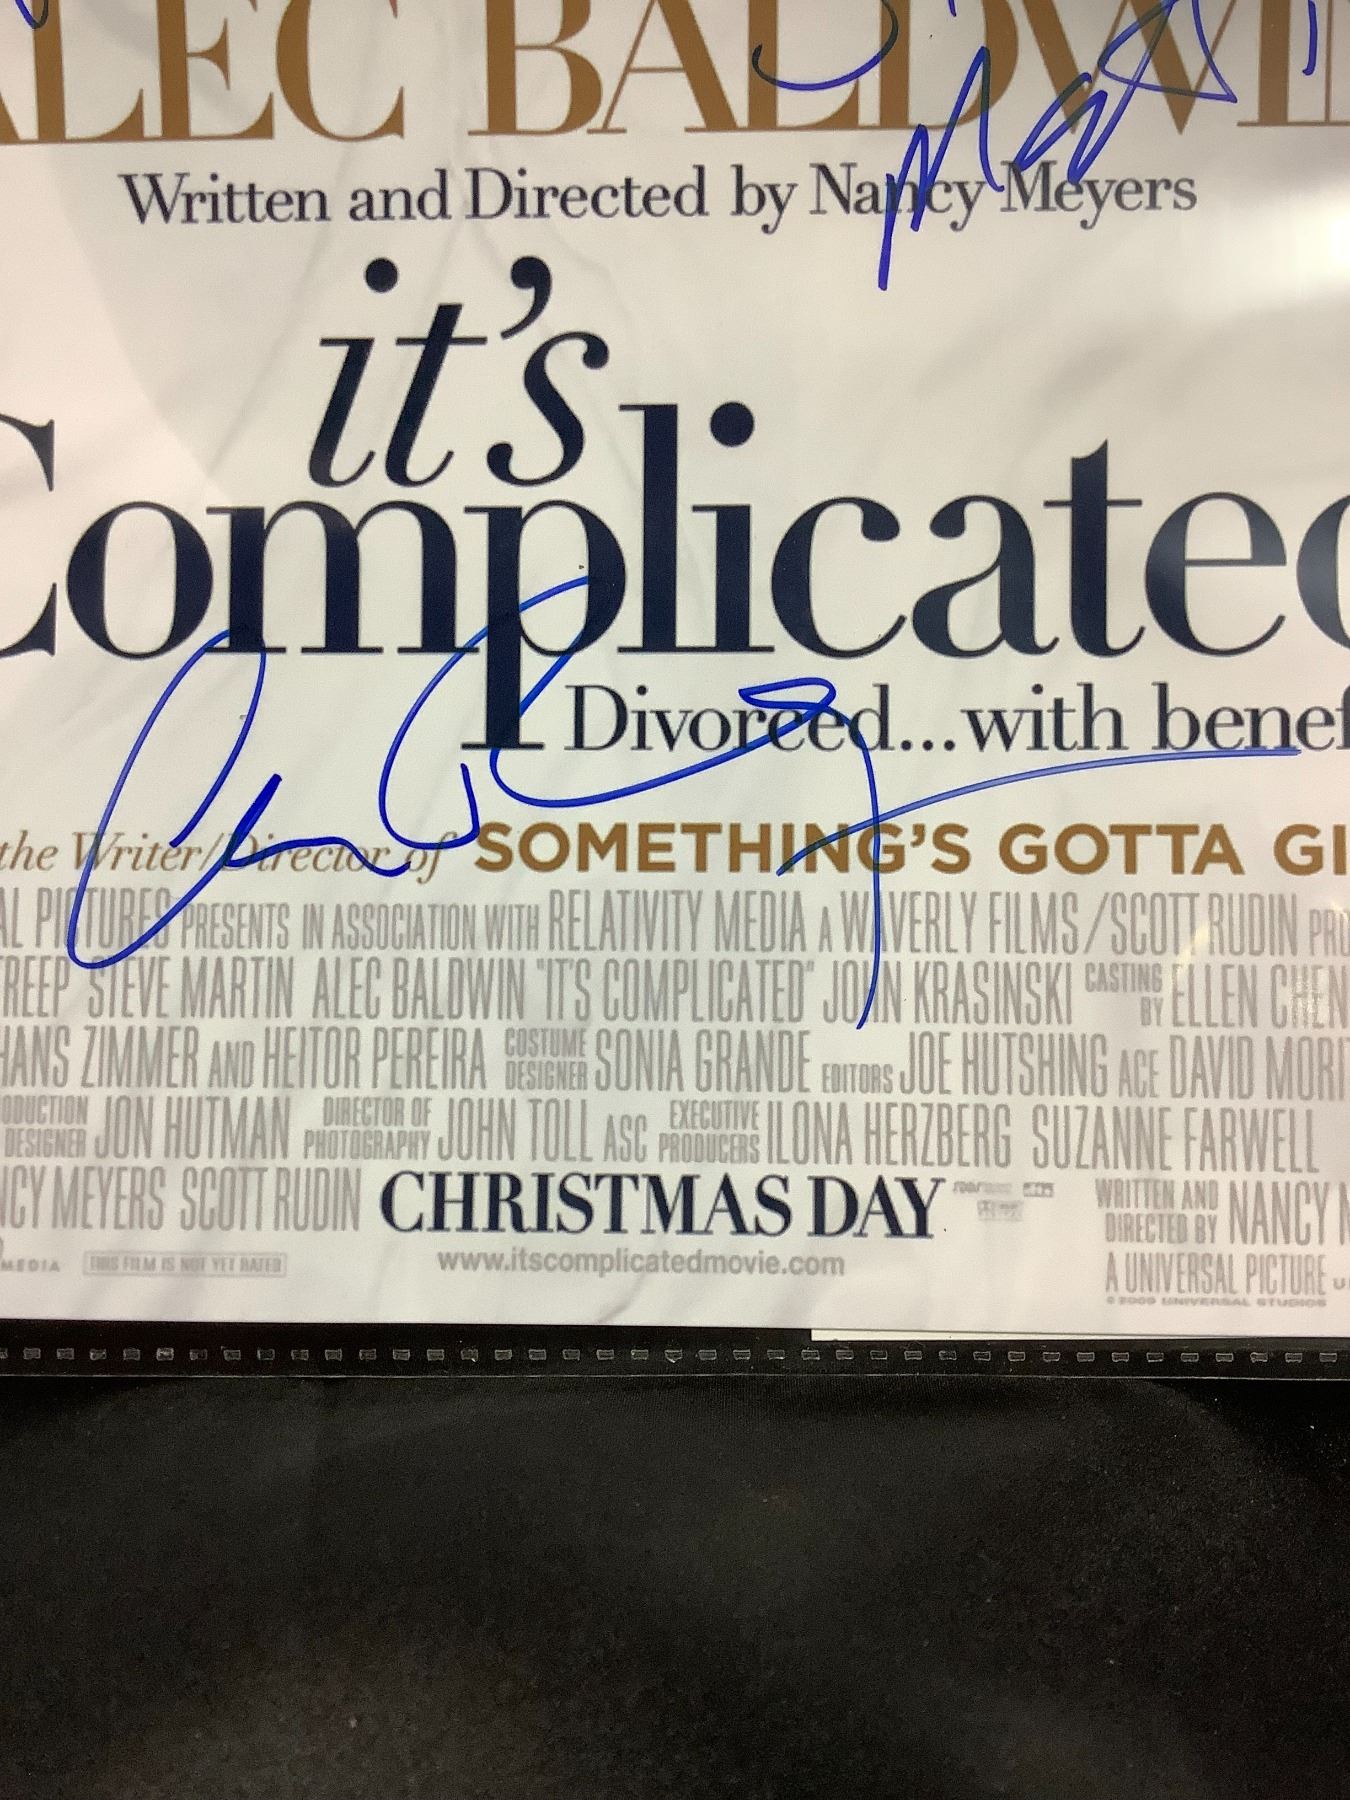 ALEC BALDWIN
Written and Directed by Nancy Meyers
it's
Complicated
Divorced...with benef
the Writer/Director of SOMETHING'S GOTTA GI
AL PICTURES PRESENTS IN ASSOCIATION WITH RELATIVITY MEDIA A WAVERLY FILMS/SCOTT RUDIN PRO
REEP STEVE MARTIN ALEC BALDWIN "IT'S COMPLICATED" JOHN KRASINSKI CASTING BY ELLEN CHEN
HANS ZIMMER AND HEITOR PEREIRA COSTUME DESIGNER SONIA GRANDE EDITORS JOE HUTSHING ACE DAVID MORI
ODUCTION DESIGNER JON HUTMAN DIRECTOR OF PHOTOGRAPHY JOHN TOLL ASC EXECUTIVE PRODUCERS ILONA HERZBERG SUZANNE FARWELL
NCY MEYERS SCOTT RUDIN CHRISTMAS DAY WRITTEN AND DIRECTED BY NANCY M
MEDIA THIS FILM IS NOT YET RATED www.itscomplicatedmovie.com A UNIVERSAL PICTURE
© 2009 UNIVERSAL STUDIOS